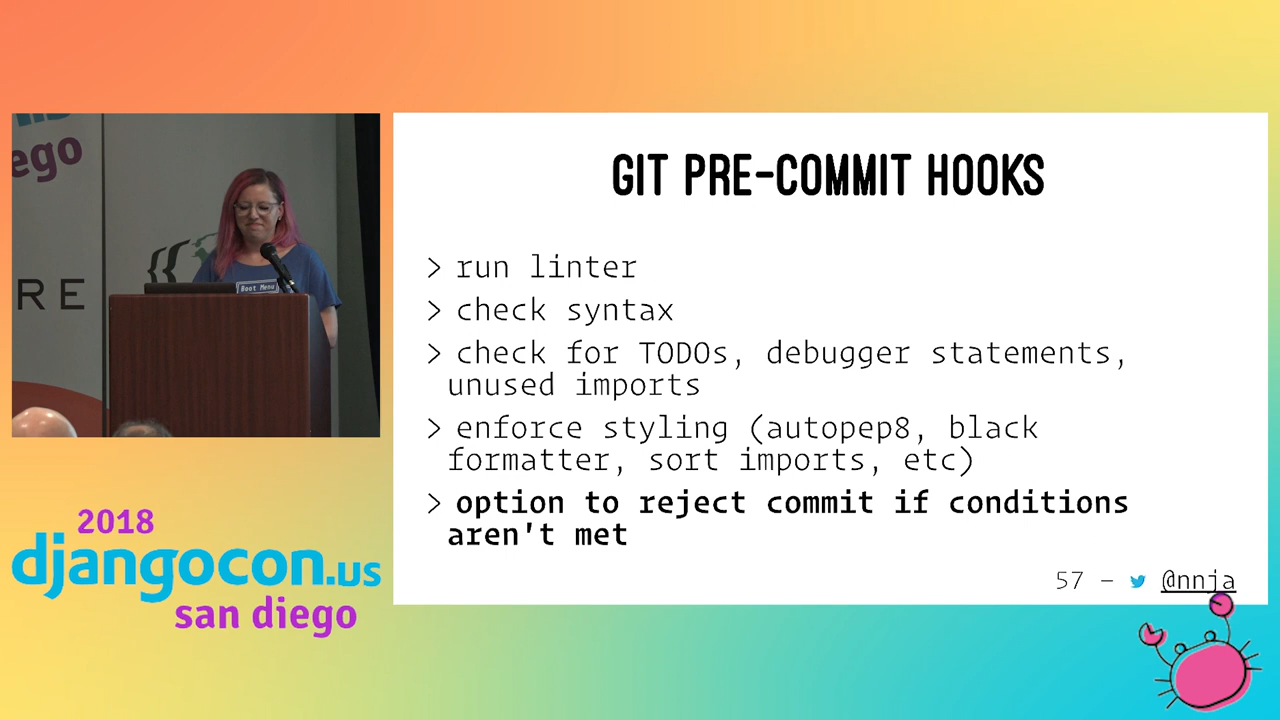 ego
RE
Boot Menu
GIT PRE-COMMIT HOOKS
> run linter
> check syntax
> check for TODOs, debugger statements,
unused imports
> enforce styling (autopep8, black
formatter, sort imports, etc)
> option to reject commit if conditions
aren't met
57 – @nnja
2018
djangocon.us
san diego